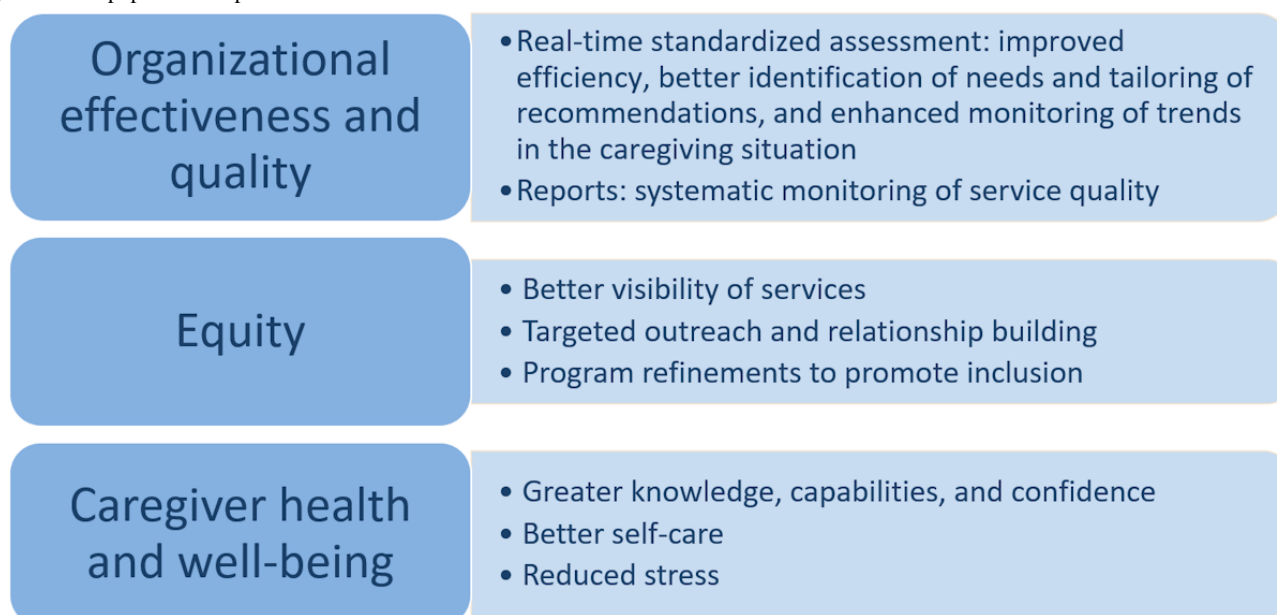 Organizational
effectiveness and
quality
•Real-time standardized assessment: improved
efficiency, better identification of needs and tailoring of
recommendations, and enhanced monitoring of trends
in the caregiving situation
•Reports: systematic monitoring of service quality
Equity
• Better visibility of services
• Targeted outreach and relationship building
• Program refinements to promote inclusion
Caregiver health
and well-being
• Greater knowledge, capabilities, and confidence
• Better self-care
• Reduced stress